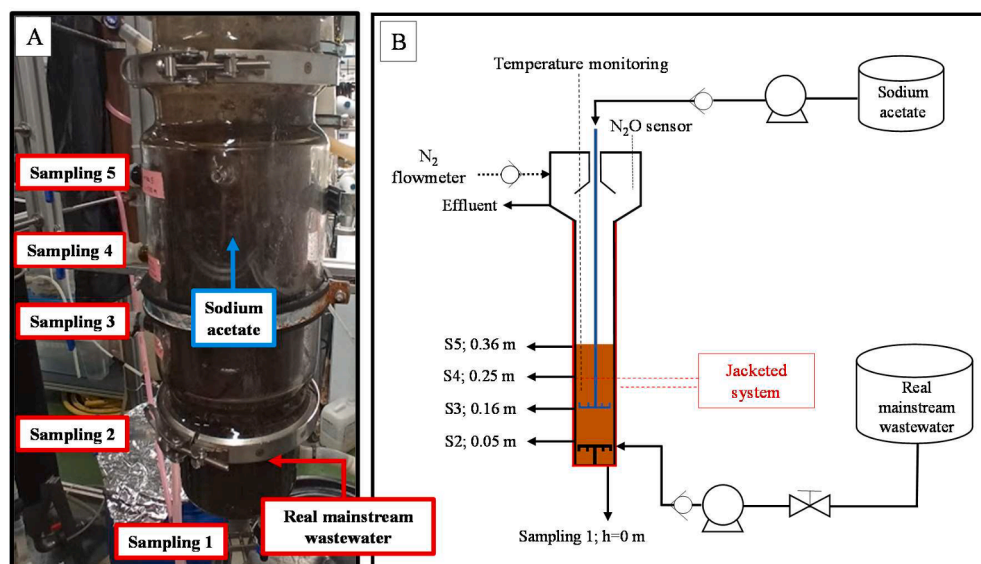 A
Sampling 5
Sampling 4
Sodium
acetate
Sampling 3
Sampling 2
Real mainstream
wastewater
Sampling 1
B
Temperature monitoring
Sodium
acetate
N₂O sensor
N₂
flowmeter
Effluent
S5; 0.36 m
S4; 0.25 m
Jacketed
system
S3; 0.16 m
S2; 0.05 m
Real
mainstream
wastewater
Sampling 1; h=0 m